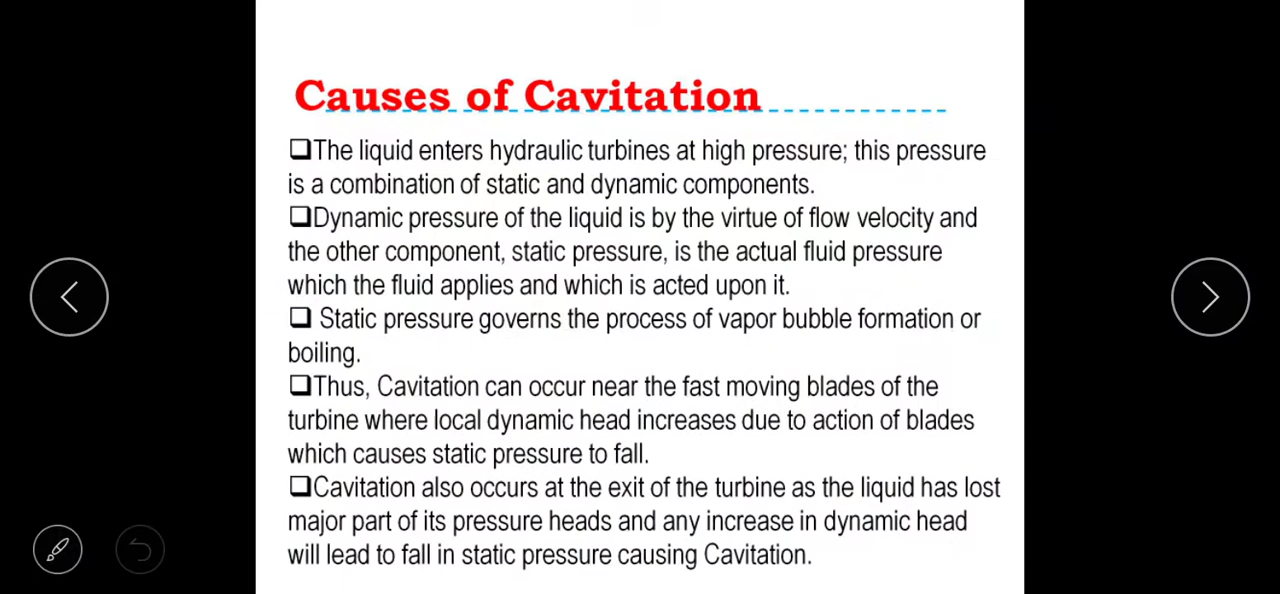 Causes of Cavitation
❑The liquid enters hydraulic turbines at high pressure; this pressure
is a combination of static and dynamic components.
❑Dynamic pressure of the liquid is by the virtue of flow velocity and
the other component, static pressure, is the actual fluid pressure
which the fluid applies and which is acted upon it.
❑ Static pressure governs the process of vapor bubble formation or
boiling.
❑Thus, Cavitation can occur near the fast moving blades of the
turbine where local dynamic head increases due to action of blades
which causes static pressure to fall.
❑Cavitation also occurs at the exit of the turbine as the liquid has lost
major part of its pressure heads and any increase in dynamic head
will lead to fall in static pressure causing Cavitation.